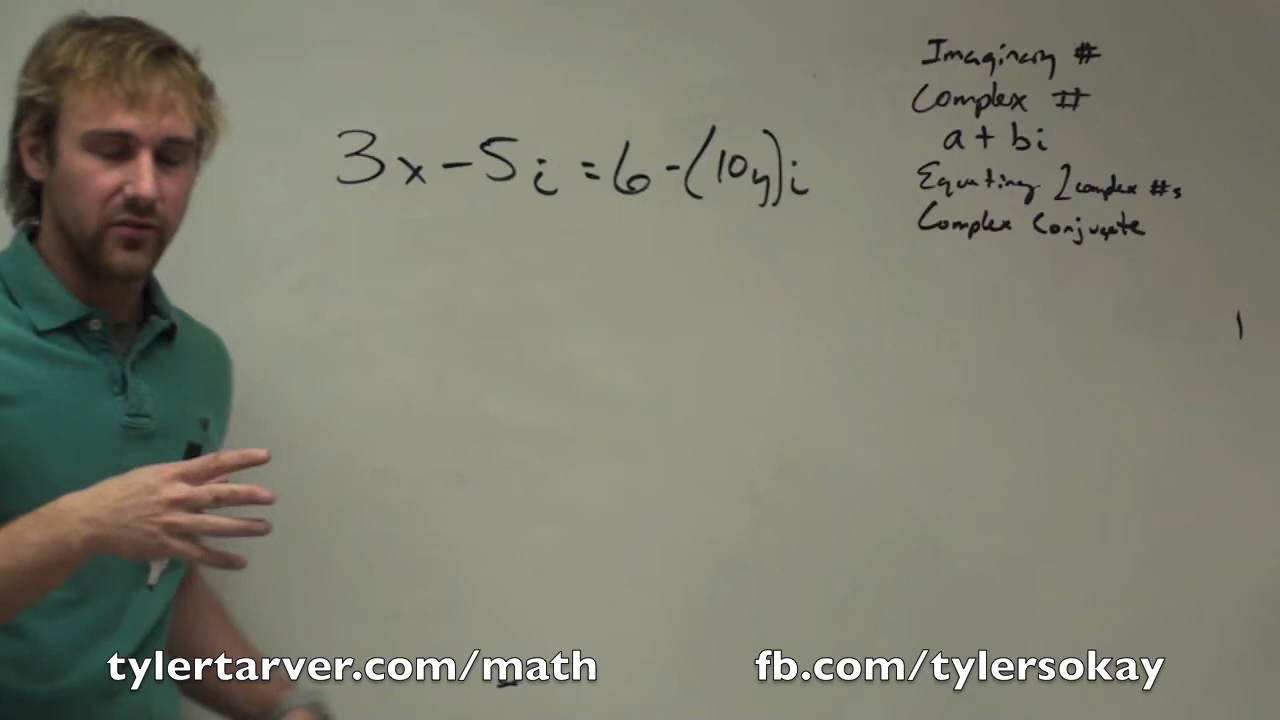 3x - 5i = 6 - (10y)i
Imaginary #
Complex #
a + bi
Equating 2 complex #s
Complex Conjugate
tylertarver.com/math
fb.com/tylersokay